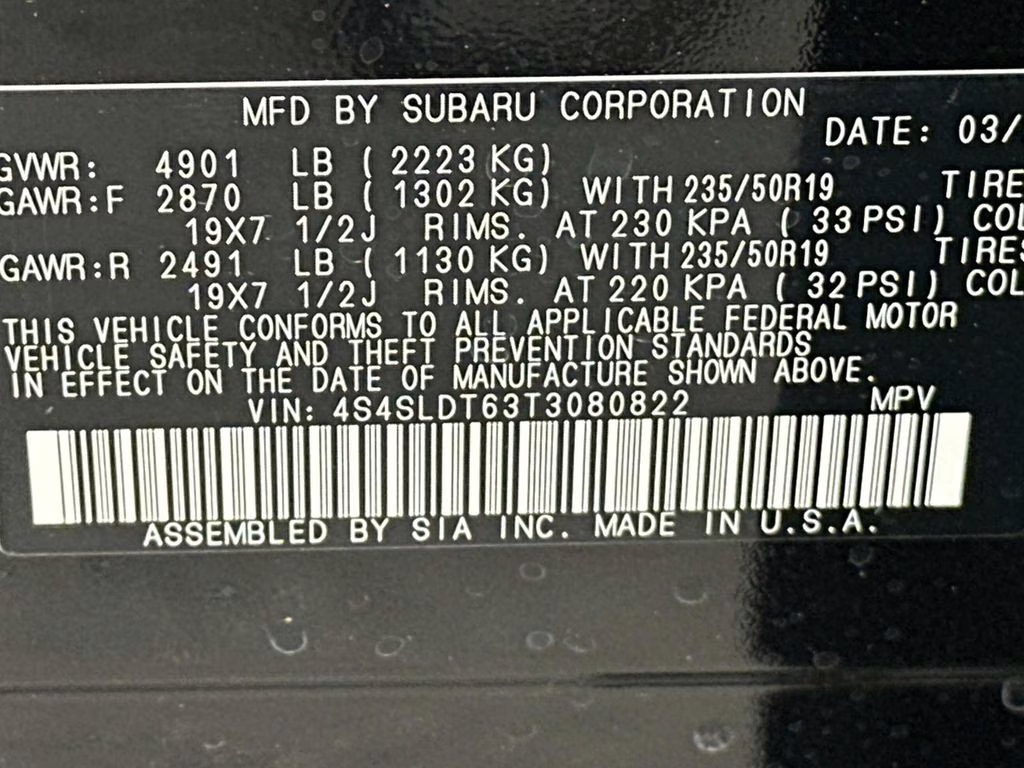 MFD BY SUBARU CORPORATION
DATE: 03/
GVWR: 4901 LB ( 2223 KG)
GAWR:F 2870 LB ( 1302 KG) WITH 235/50R19 TIRE
19X7 1/2J RIMS. AT 230 KPA ( 33 PSI) COL
GAWR:R 2491 LB ( 1130 KG) WITH 235/50R19 TIRES
19X7 1/2J RIMS. AT 220 KPA ( 32 PSI) COL
THIS VEHICLE CONFORMS TO ALL APPLICABLE FEDERAL MOTOR
VEHICLE SAFETY AND THEFT PREVENTION STANDARDS
IN EFFECT ON THE DATE OF MANUFACTURE SHOWN ABOVE.
VIN: 4S4SLDT63T3080822 MPV
ASSEMBLED BY SIA INC. MADE IN U.S.A.